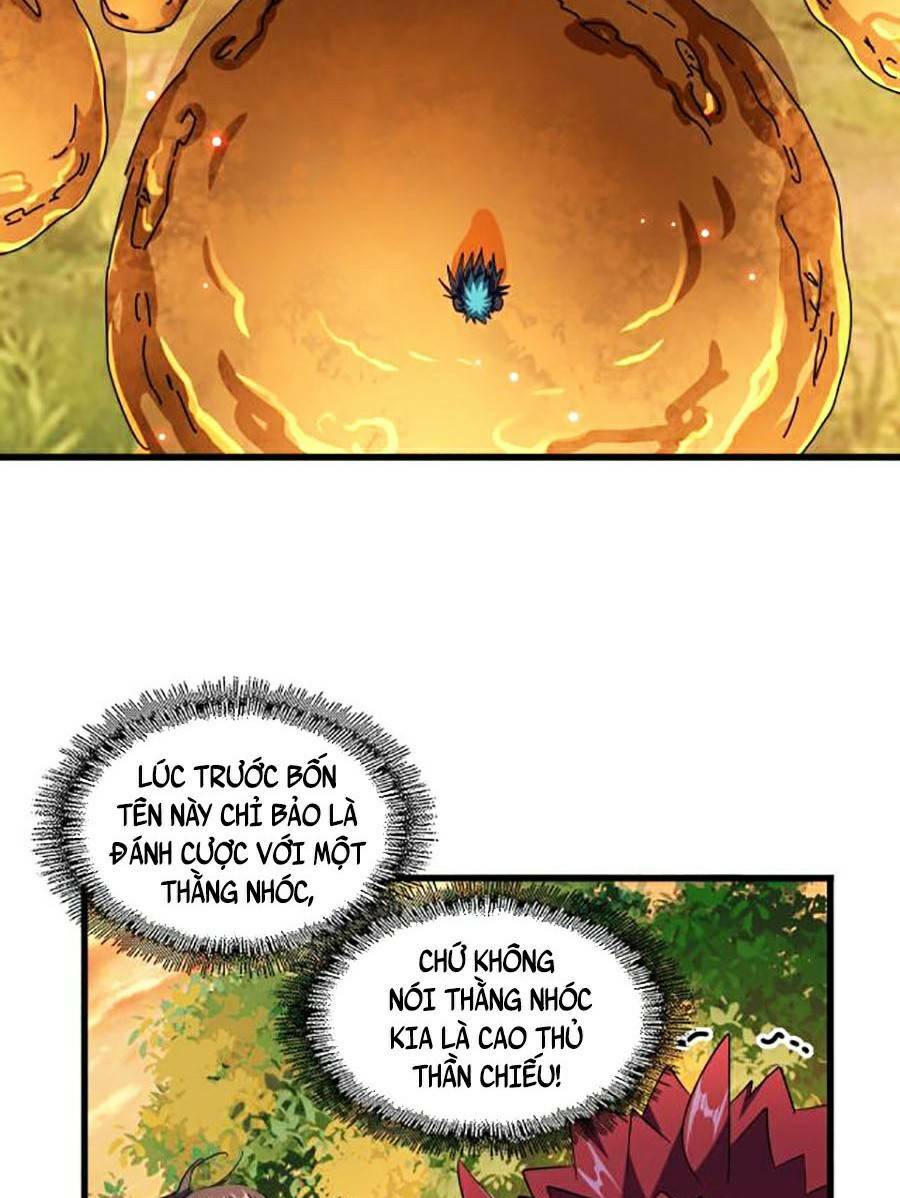 LÚC TRƯỚC BỐN
TÊN NÀY CHỈ BẢO LÀ
ĐÁNH CƯỢC VỚI MỘT
THẰNG NHÓC,
CHỨ KHÔNG
NÓI THẰNG NHÓC
KIA LÀ CAO THỦ
THẦN CHIẾU!